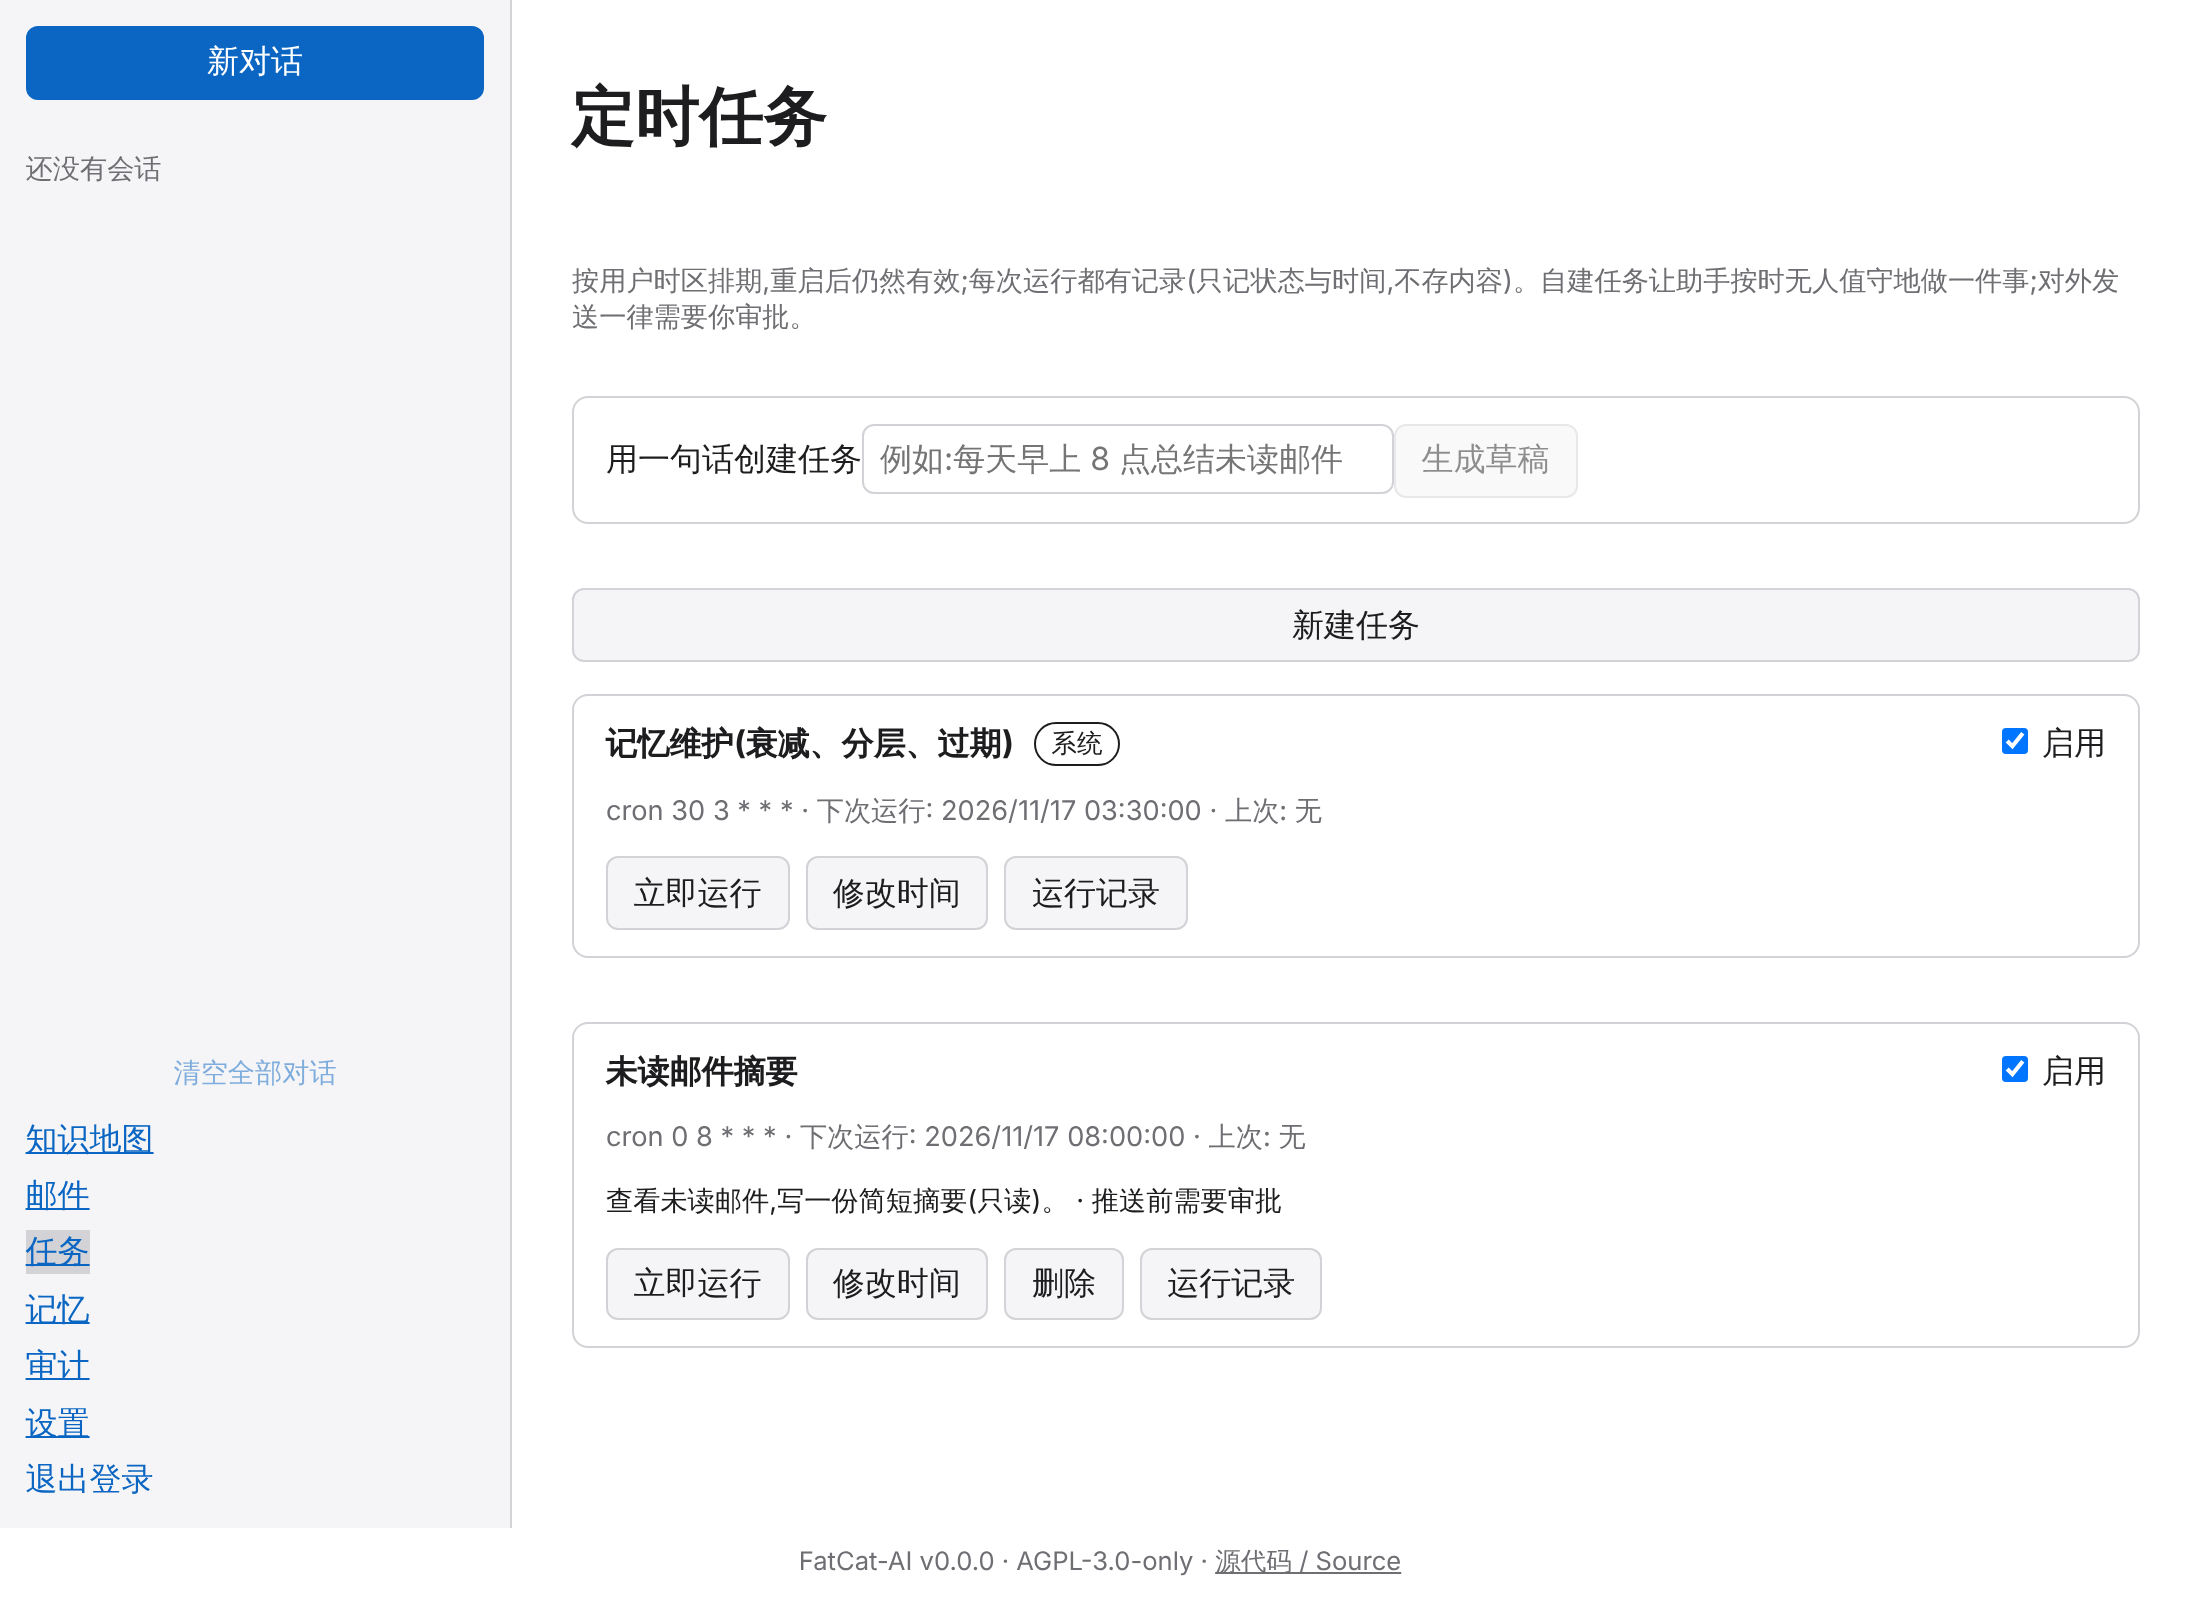 新对话
还没有会话
清空全部对话
知识地图
邮件
任务
记忆
审计
设置
退出登录
定时任务
按用户时区排期,重启后仍然有效;每次运行都有记录(只记状态与时间,不存内容)。自建任务让助手按时无人值守地做一件事;对外发
送一律需要你审批。
用一句话创建任务 例如:每天早上 8 点总结未读邮件 生成草稿
新建任务
记忆维护(衰减、分层、过期) 系统 启用
cron 30 3 * * * · 下次运行: 2026/11/17 03:30:00 · 上次: 无
立即运行 修改时间 运行记录
未读邮件摘要 启用
cron 0 8 * * * · 下次运行: 2026/11/17 08:00:00 · 上次: 无
查看未读邮件,写一份简短摘要(只读)。 · 推送前需要审批
立即运行 修改时间 删除 运行记录
FatCat-AI v0.0.0 · AGPL-3.0-only · 源代码 / Source